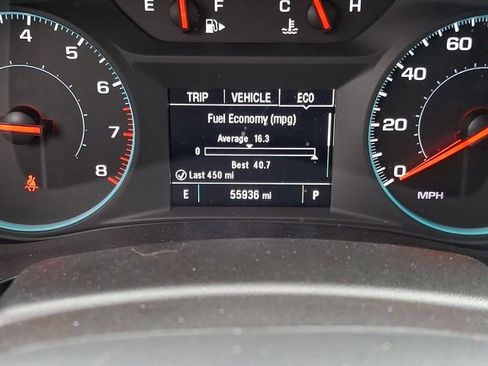 E F C H
4 5 6 7 8
TRIP VEHICLE ECO
Fuel Economy (mpg)
Average 16.3
0
Best 40.7
Last 450 mi
E 55936 mi P
0 20 40 60
MPH